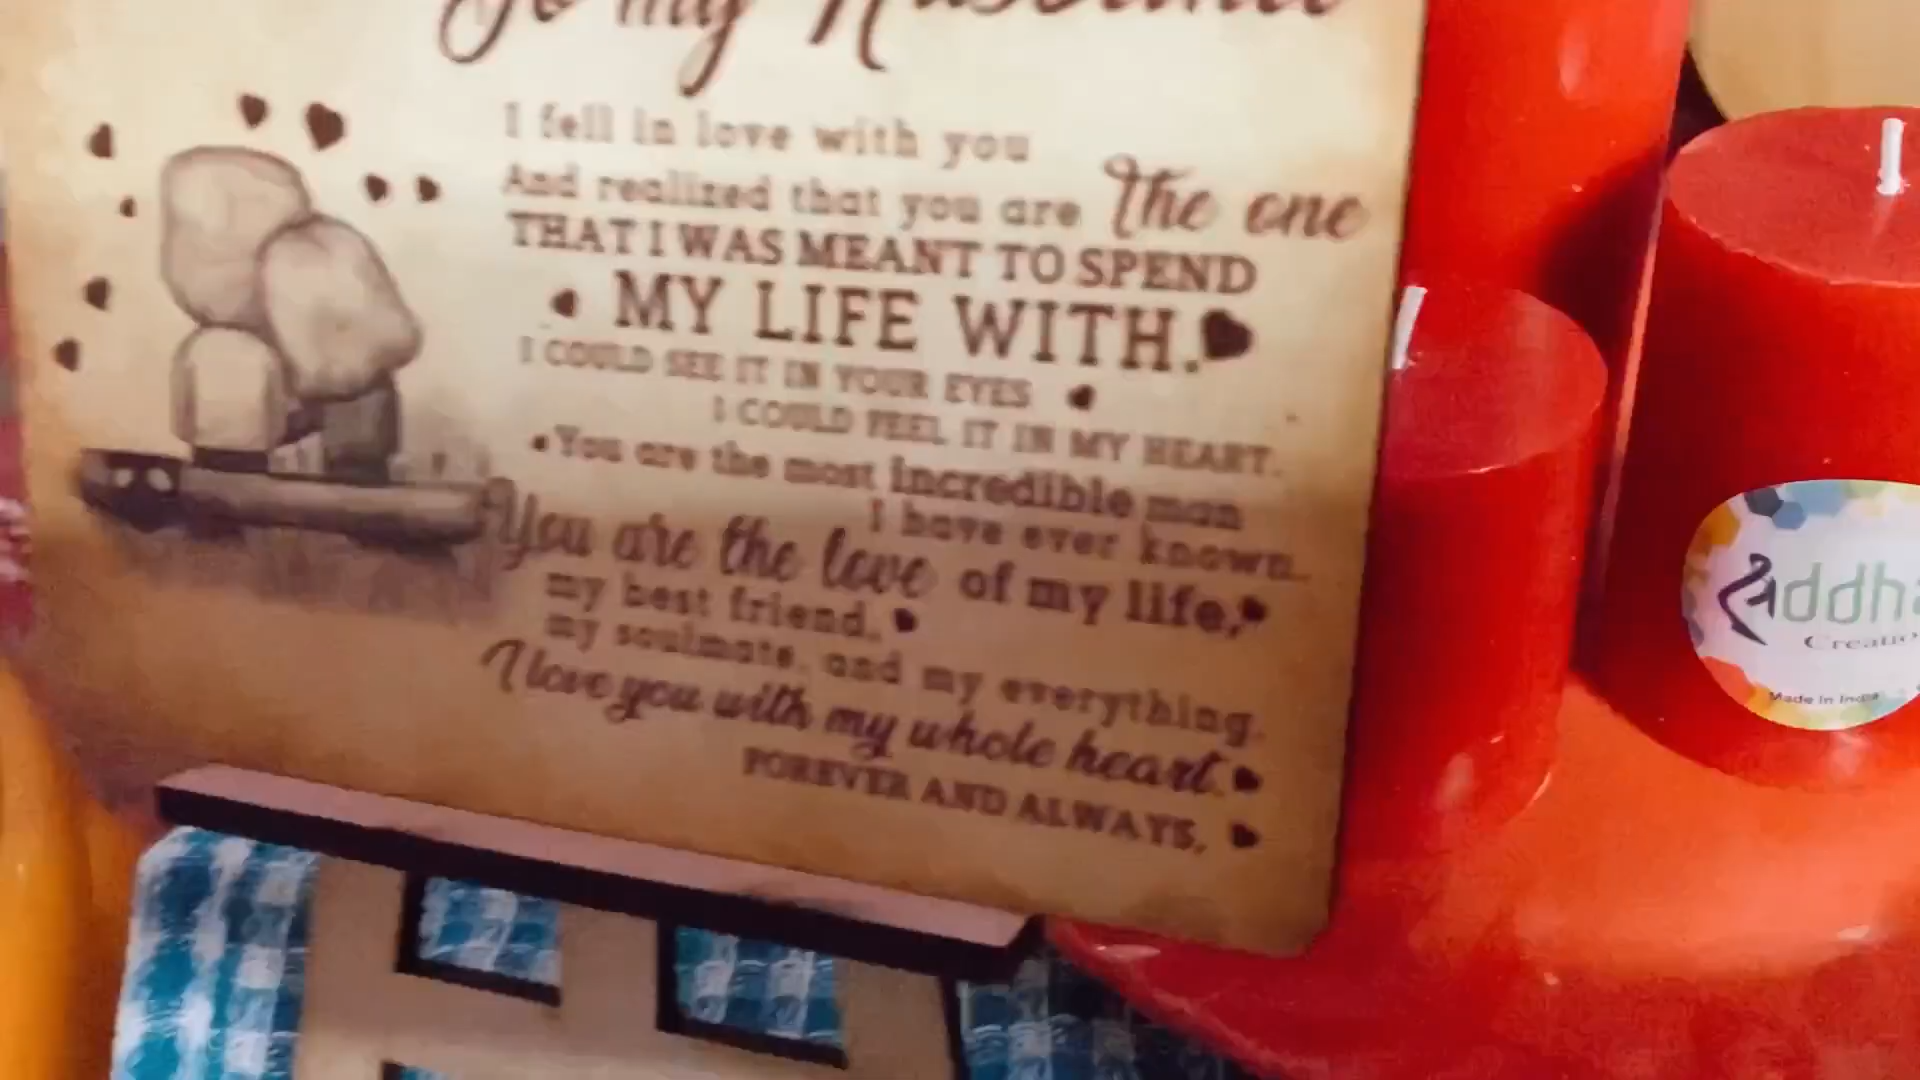 To my Husband
I fell in love with you
And realized that you are the one
THAT I WAS MEANT TO SPEND
MY LIFE WITH.
I COULD SEE IT IN YOUR EYES
I COULD FEEL IT IN MY HEART.
You are the most incredible man
I have ever known.
You are the love of my life,
my best friend,
my soulmate, and my everything.
I love you with my whole heart.
FOREVER AND ALWAYS,
Made in India